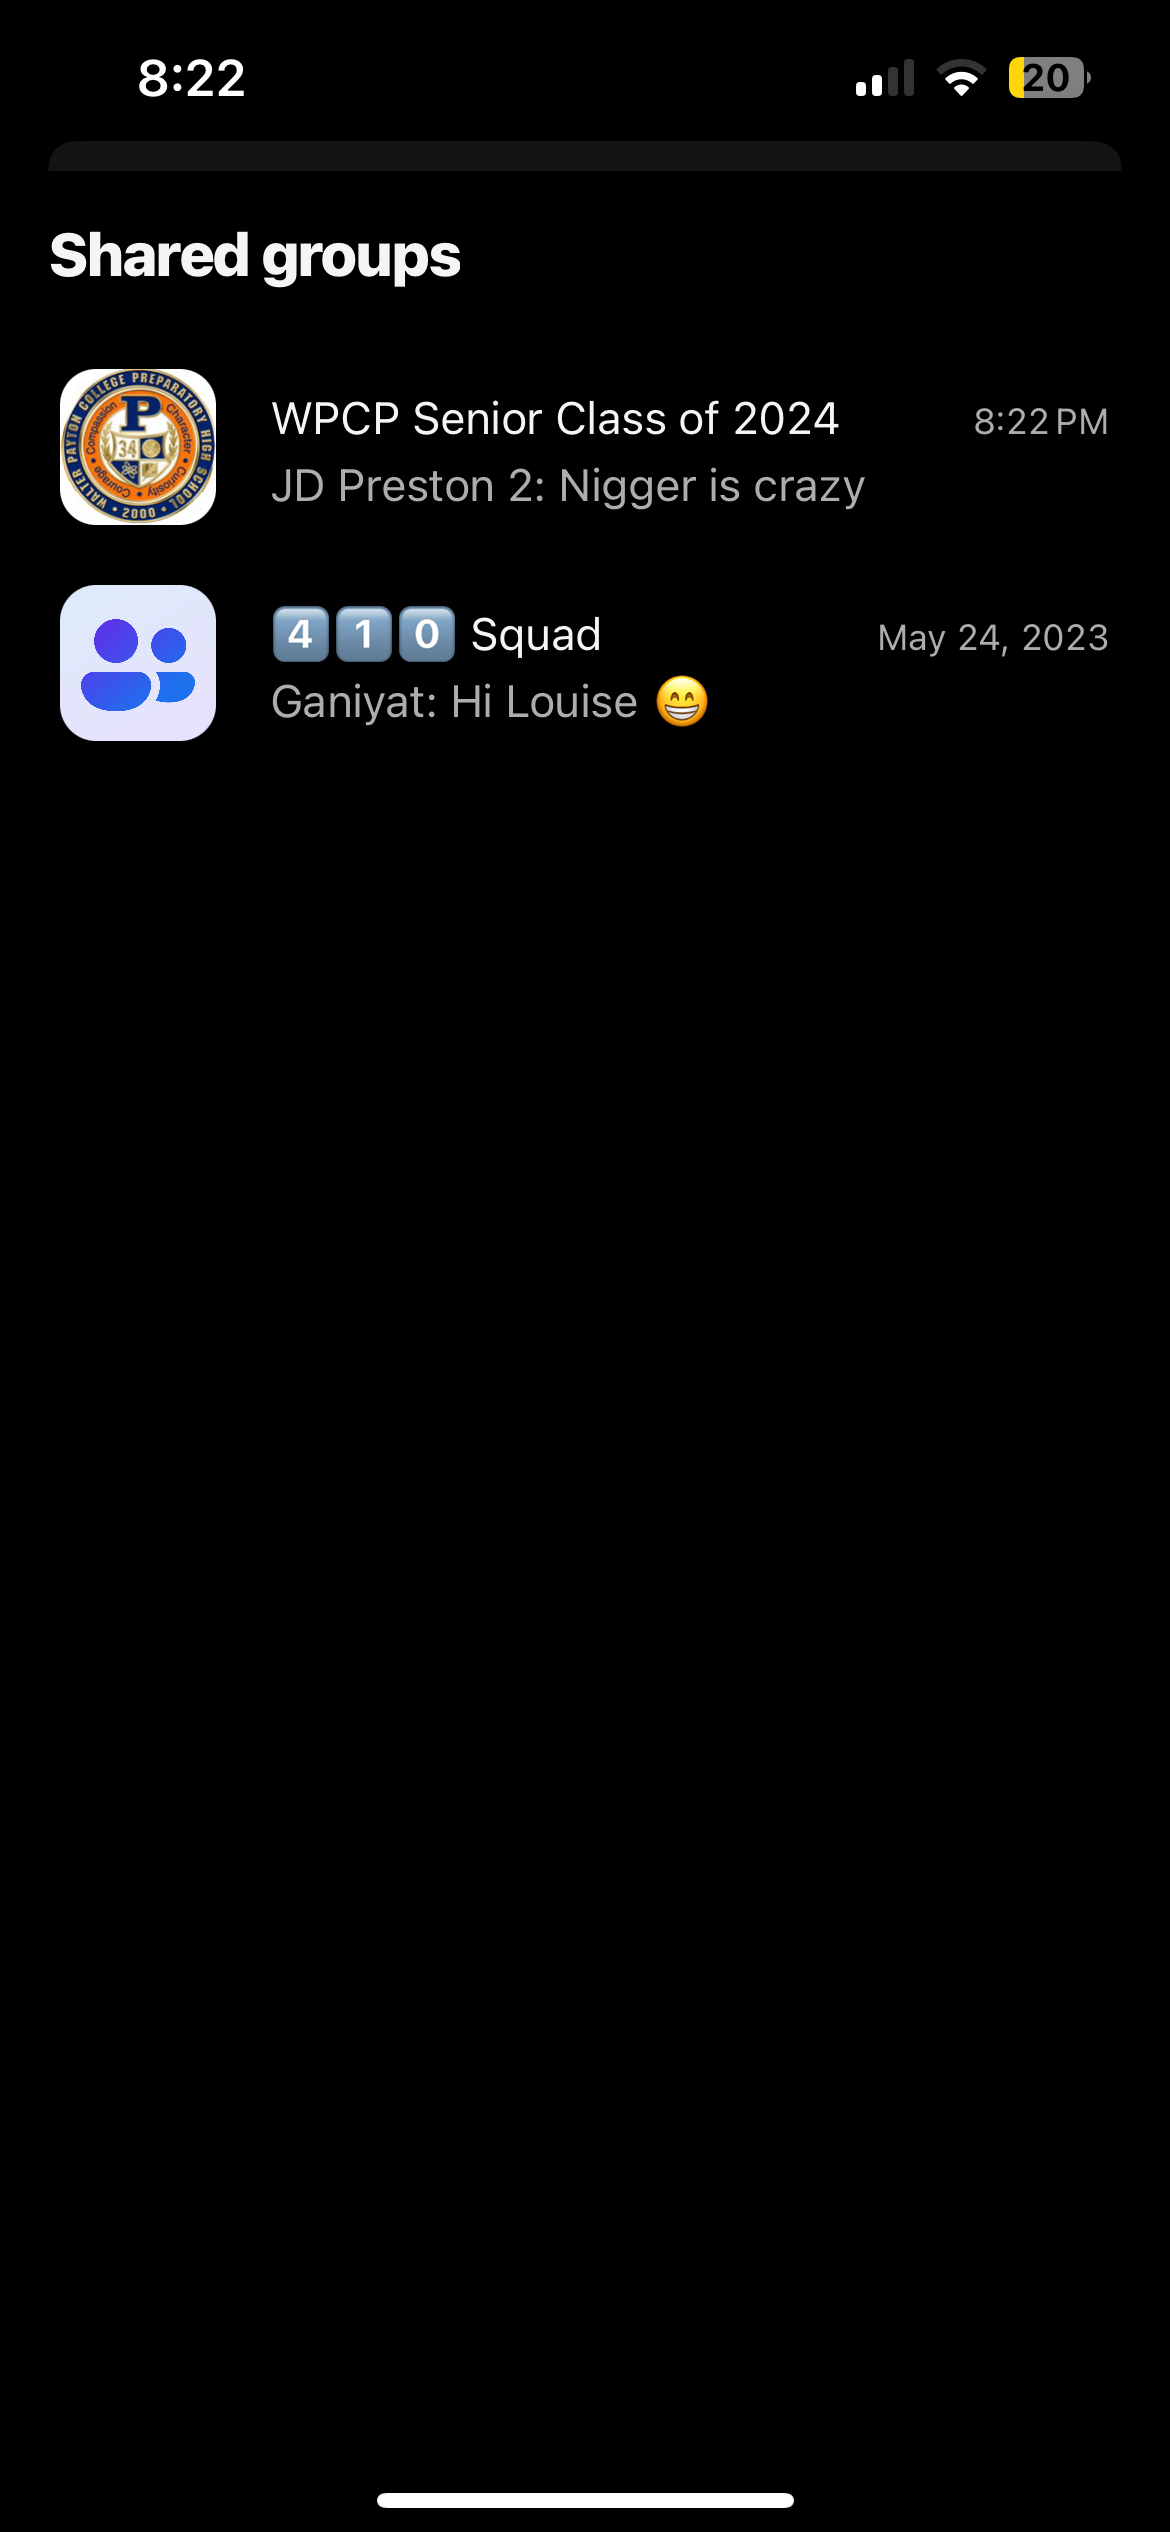 8:22
20
Shared groups
WALTER PAYTON COLLEGE PREPARATORY HIGH SCHOOL
• 2000 •
Compassion • Character • Curiosity • Courage
P
34
WPCP Senior Class of 2024
8:22 PM
JD Preston 2: Nigger is crazy
4️⃣1️⃣0️⃣ Squad
May 24, 2023
Ganiyat: Hi Louise 😁